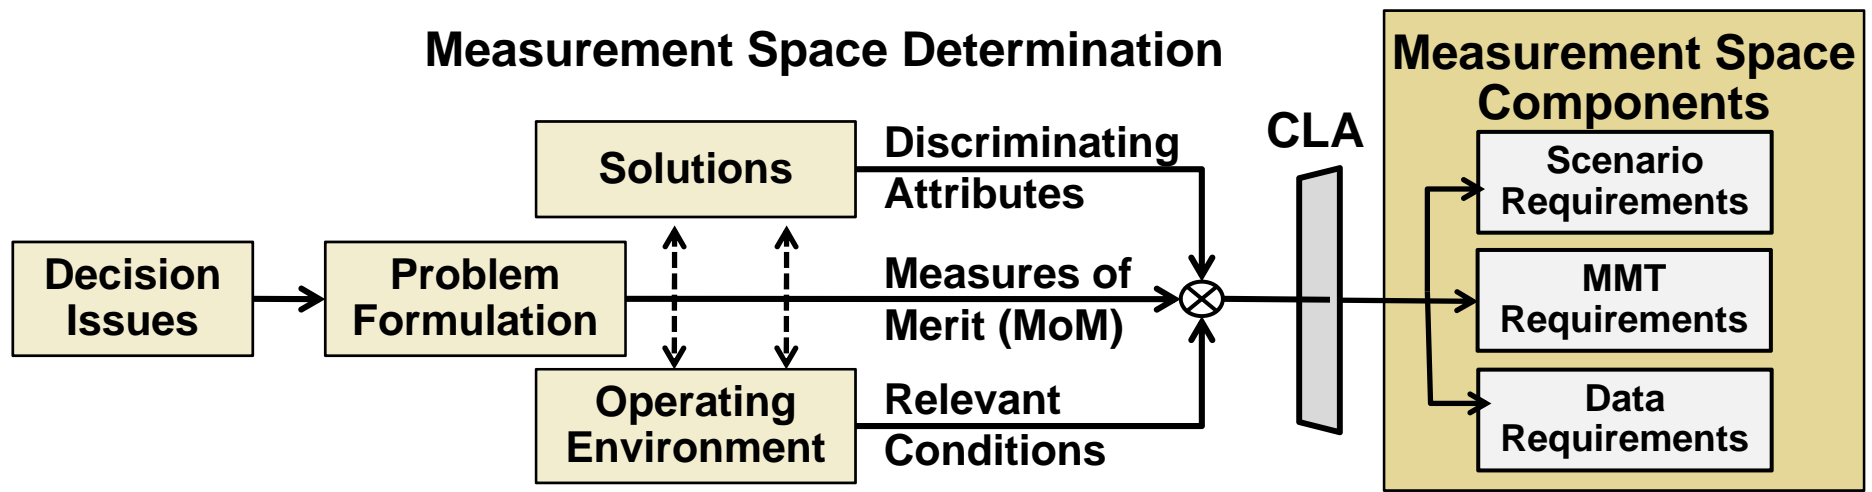 Measurement Space Determination
Decision
Issues
Problem
Formulation
Solutions
Operating
Environment
Discriminating
Attributes
Measures of
Merit (MoM)
Relevant
Conditions
CLA
Measurement Space
Components
Scenario
Requirements
MMT
Requirements
Data
Requirements